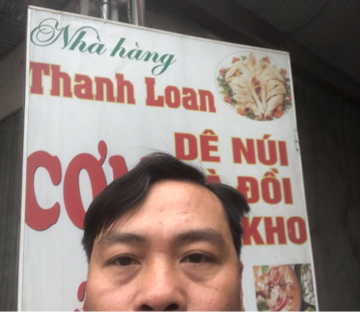 Nhà hàng
Thanh Loan
DÊ NÚI
ĐỒI
KHO